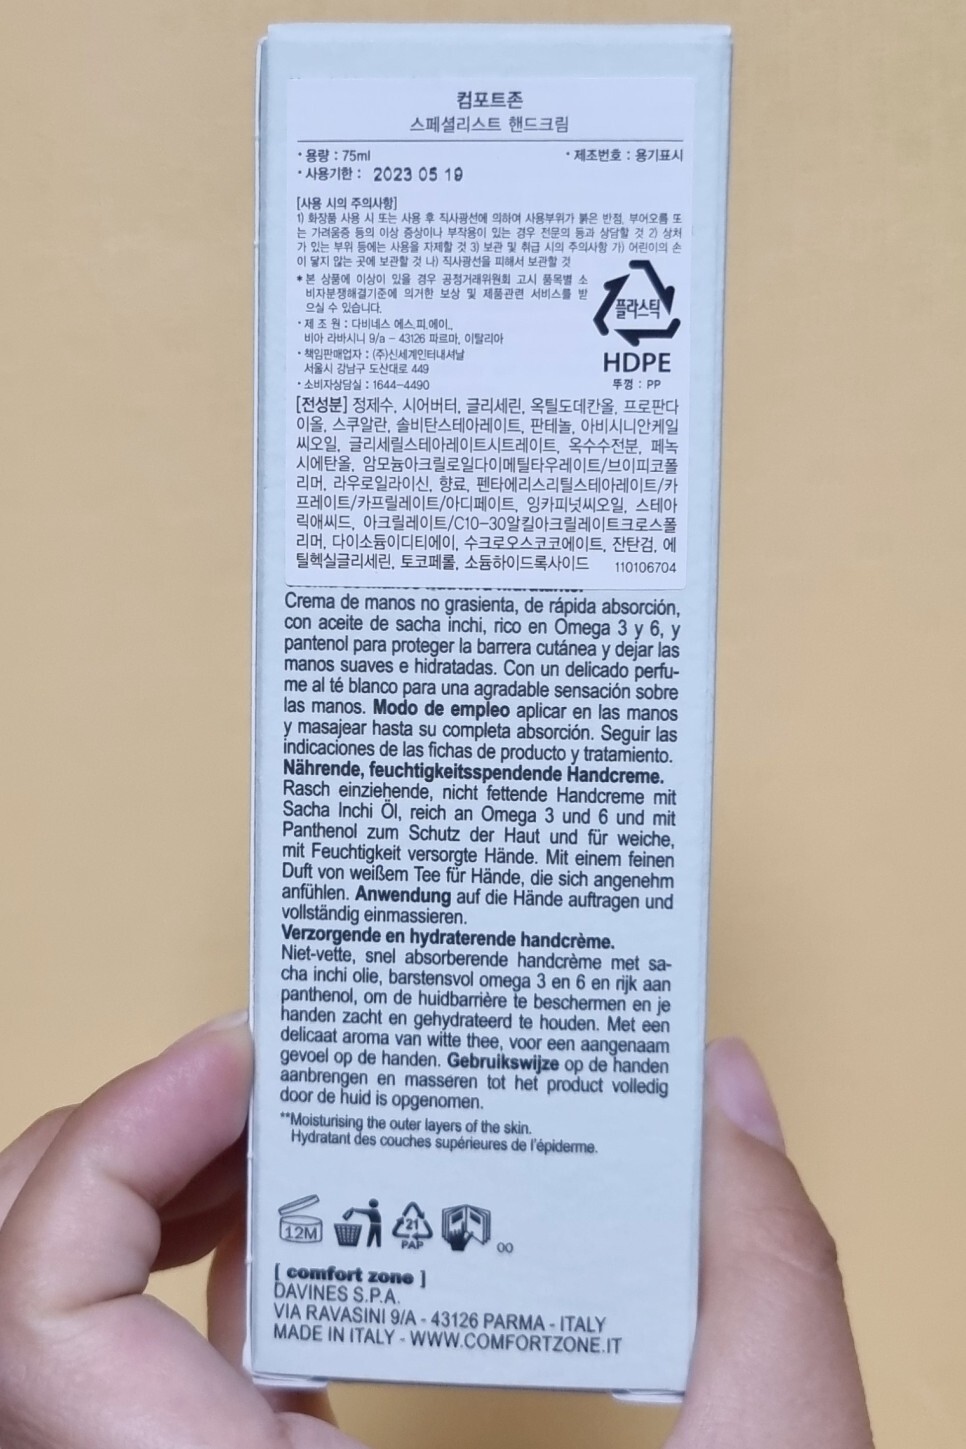 컴포트존
스페셜리스트 핸드크림
· 용량 : 75ml · 제조번호 : 용기표시
· 사용기한 : 2023 05 19
[사용 시의 주의사항]
1) 화장품 사용 시 또는 사용 후 직사광선에 의하여 사용부위가 붉은 반점, 부어오름 또
는 가려움증 등의 이상 증상이나 부작용이 있는 경우 전문의 등과 상담할 것 2) 상처
가 있는 부위 등에는 사용을 자제할 것 3) 보관 및 취급 시의 주의사항 가) 어린이의 손
이 닿지 않는 곳에 보관할 것 나) 직사광선을 피해서 보관할 것
* 본 상품에 이상이 있을 경우 공정거래위원회 고시 품목별 소
비자분쟁해결기준에 의거한 보상 및 제품관련 서비스를 받
으실 수 있습니다.
· 제 조 원 : 다비네스 에스.피.에이.,
비아 라바시니 9/a - 43126 파르마, 이탈리아
· 책임판매업자 : (주)신세계인터내셔날
서울시 강남구 도산대로 449
· 소비자상담실 : 1644-4490
플라스틱
HDPE
뚜껑 : PP
[전성분] 정제수, 시어버터, 글리세린, 옥틸도데칸올, 프로판다
이올, 스쿠알란, 솔비탄스테아레이트, 판테놀, 아비시니안케일
씨오일, 글리세릴스테아레이트시트레이트, 옥수수전분, 페녹
시에탄올, 암모늄아크릴로일다이메틸타우레이트/브이피코폴
리머, 라우로일라이신, 향료, 펜타에리스리틸스테아레이트/카
프레이트/카프릴레이트/아디페이트, 잉카피넛씨오일, 스테아
릭애씨드, 아크릴레이트/C10-30알킬아크릴레이트크로스폴
리머, 다이소듐이디티에이, 수크로오스코코에이트, 잔탄검, 에
틸헥실글리세린, 토코페롤, 소듐하이드록사이드 110106704
Crema de manos no grasienta, de rápida absorción,
con aceite de sacha inchi, rico en Omega 3 y 6, y
pantenol para proteger la barrera cutánea y dejar las
manos suaves e hidratadas. Con un delicado perfu-
me al té blanco para una agradable sensación sobre
las manos. Modo de empleo aplicar en las manos
y masajear hasta su completa absorción. Seguir las
indicaciones de las fichas de producto y tratamiento.
Nährende, feuchtigkeitsspendende Handcreme.
Rasch einziehende, nicht fettende Handcreme mit
Sacha Inchi Öl, reich an Omega 3 und 6 und mit
Panthenol zum Schutz der Haut und für weiche,
mit Feuchtigkeit versorgte Hände. Mit einem feinen
Duft von weißem Tee für Hände, die sich angenehm
anfühlen. Anwendung auf die Hände auftragen und
vollständig einmassieren.
Verzorgende en hydraterende handcrème.
Niet-vette, snel absorberende handcrème met sa-
cha inchi olie, barstensvol omega 3 en 6 en rijk aan
panthenol, om de huidbarrière te beschermen en je
handen zacht en gehydrateerd te houden. Met een
delicaat aroma van witte thee, voor een aangenaam
gevoel op de handen. Gebruikswijze op de handen
aanbrengen en masseren tot het product volledig
door de huid is opgenomen.
**Moisturising the outer layers of the skin.
Hydratant des couches supérieures de l'épiderme.
12M
21
PAP
00
[ comfort zone ]
DAVINES S.P.A.
VIA RAVASINI 9/A - 43126 PARMA - ITALY
MADE IN ITALY - WWW.COMFORTZONE.IT